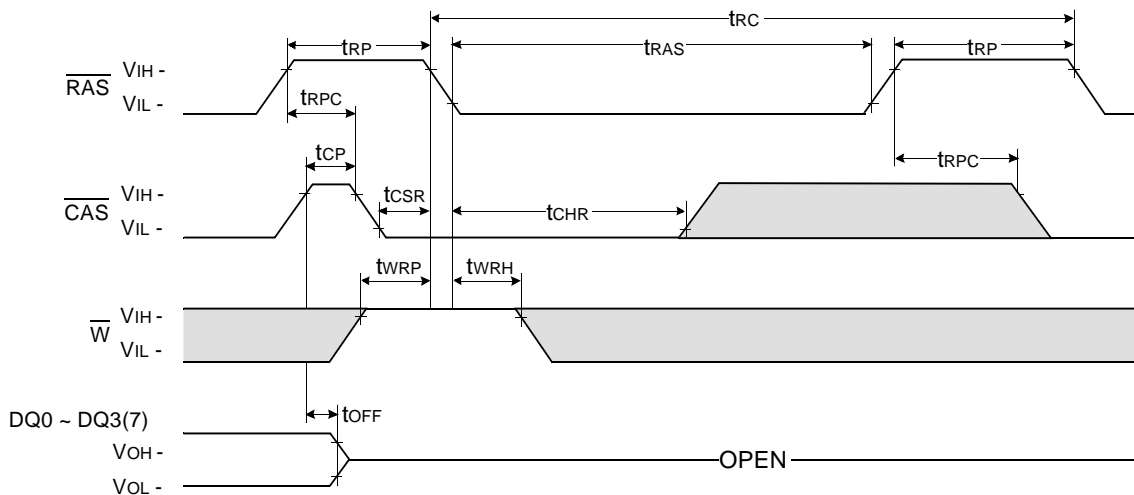 tRC
tRP
tRAS
tRP
RAS
VIH -
VIL -
tRPC
tRPC
tCP
CAS
VIH -
VIL -
tCSR
tCHR
tWRP
tWRH
W
VIH -
VIL -
tOFF
DQ0 ~ DQ3(7)
VOH -
VOL -
OPEN